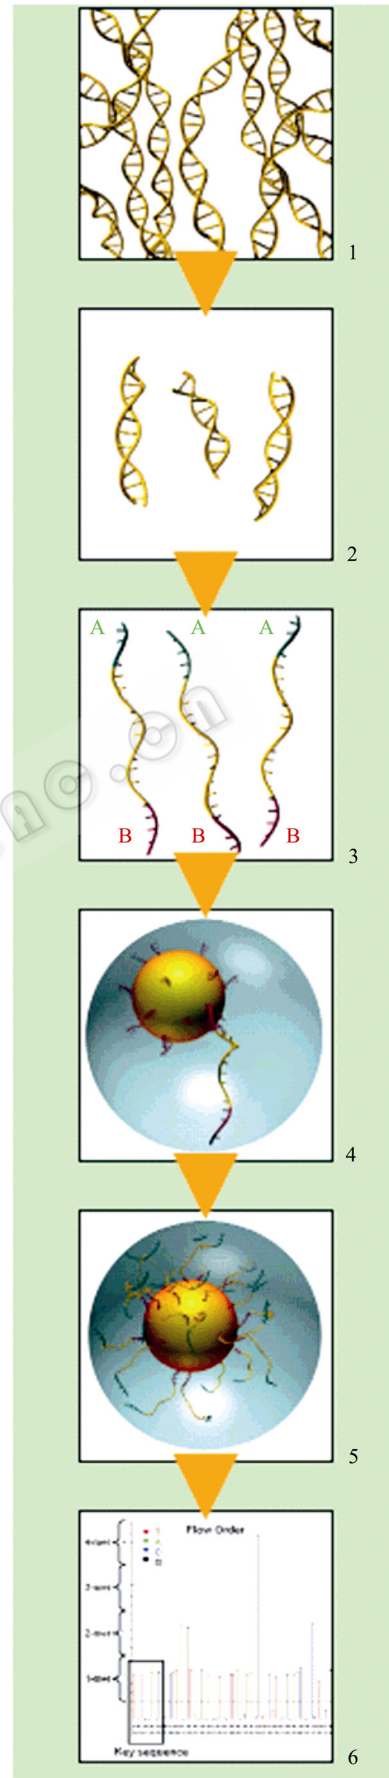 1
2
A A A
B B B
3
4
5
Flow Order
4-mer
3-mer
2-mer
1-mer
T
A
C
G
Key sequence
6